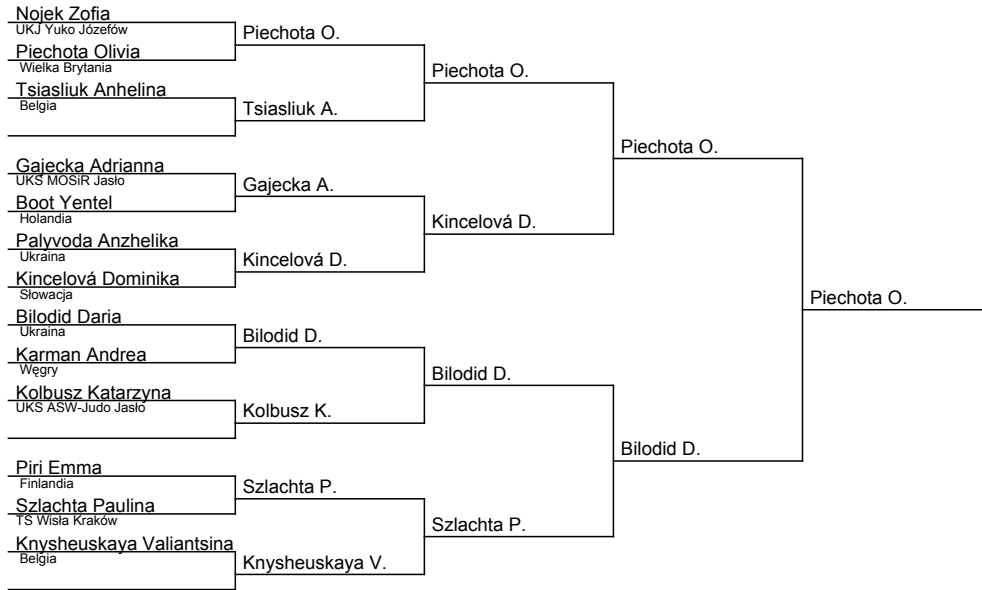 Nojek Zofia
UKJ Yuko Józefów
Piechota Olivia
Wielka Brytania
Tsiasliuk Anhelina
Belgia
Gajecka Adrianna
UKS MOSiR Jasło
Boot Yentel
Holandia
Palyvoda Anzhelika
Ukraina
Kincelová Dominika
Słowacja
Bilodid Daria
Ukraina
Karman Andrea
Węgry
Kolbusz Katarzyna
UKS ASW-Judo Jasło
Piri Emma
Finlandia
Szlachta Paulina
TS Wisła Kraków
Knysheuskaya Valiantsina
Belgia
Piechota O.
Tsiasliuk A.
Gajecka A.
Kincelová D.
Bilodid D.
Kolbusz K.
Szlachta P.
Knysheuskaya V.
Piechota O.
Kincelová D.
Bilodid D.
Szlachta P.
Piechota O.
Bilodid D.
Piechota O.